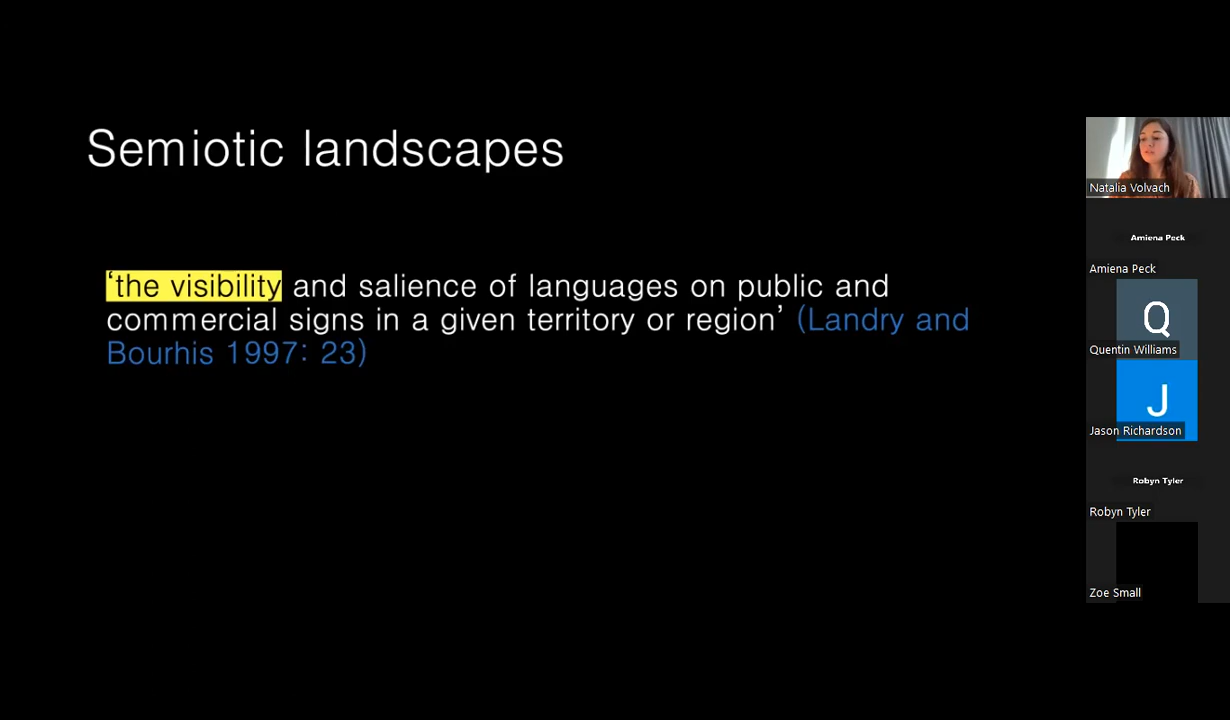 Semiotic landscapes
‘the visibility and salience of languages on public and
commercial signs in a given territory or region’ (Landry and
Bourhis 1997: 23)
Natalia Volvach
Amiena Peck
Amiena Peck
Q
Quentin Williams
J
Jason Richardson
Robyn Tyler
Robyn Tyler
Zoe Small